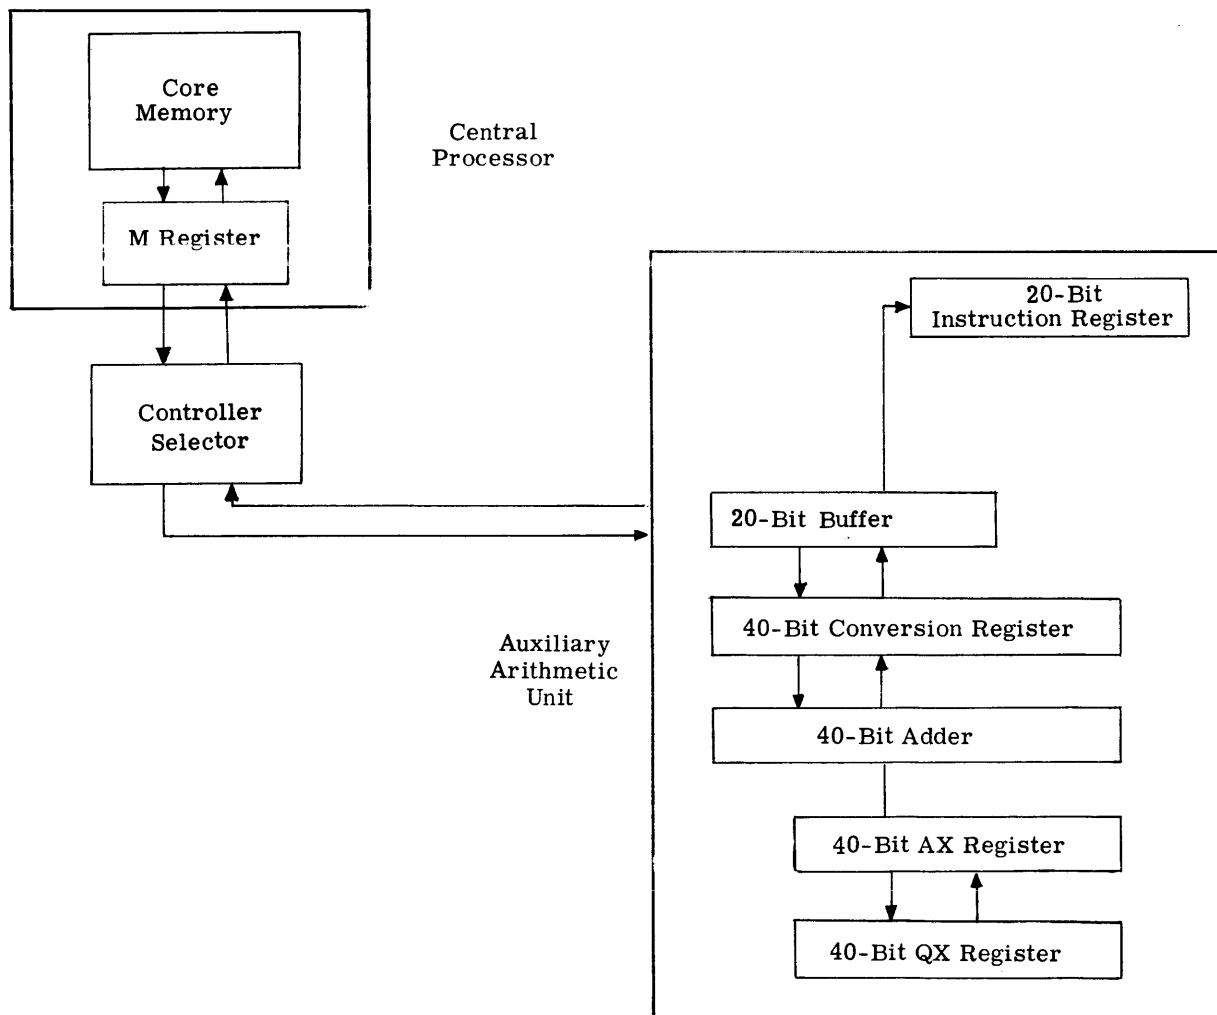 Core
Memory
Central
Processor
M Register
20-Bit
Instruction Register
Controller
Selector
20-Bit Buffer
40-Bit Conversion Register
Auxiliary
Arithmetic
Unit
40-Bit Adder
40-Bit AX Register
40-Bit QX Register